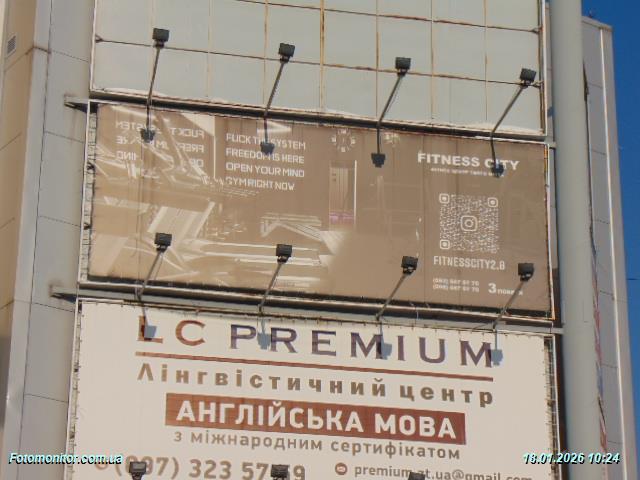 FUCK THE SYSTEM
FREEDOM IS HERE
OPEN YOUR MIND
GYM RIGHT NOW
FITNESS CITY
FITNESSCITY2.0
3 поверх
LC PREMIUM
Лінгвістичний центр
АНГЛІЙСЬКА МОВА
з міжнародним сертифікатом
323
Fotomonitor.com.ua
18.01.2026 10:24